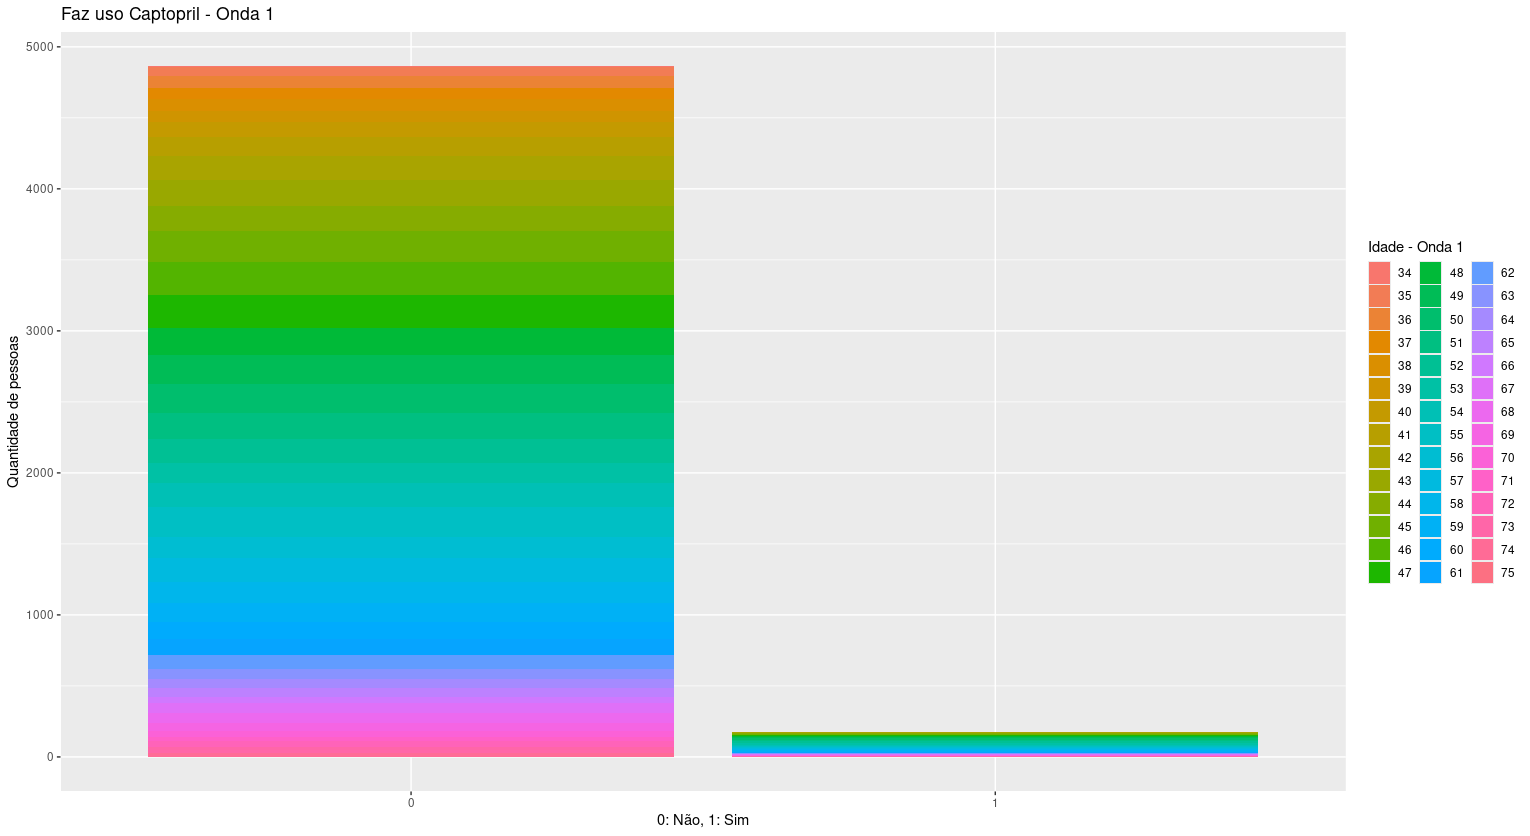 Faz uso Captopril - Onda 1
5000
4000
3000
2000
1000
0
Quantidade de pessoas
0 1
0: Não, 1: Sim
Idade - Onda 1
34 48 62
35 49 63
36 50 64
37 51 65
38 52 66
39 53 67
40 54 68
41 55 69
42 56 70
43 57 71
44 58 72
45 59 73
46 60 74
47 61 75